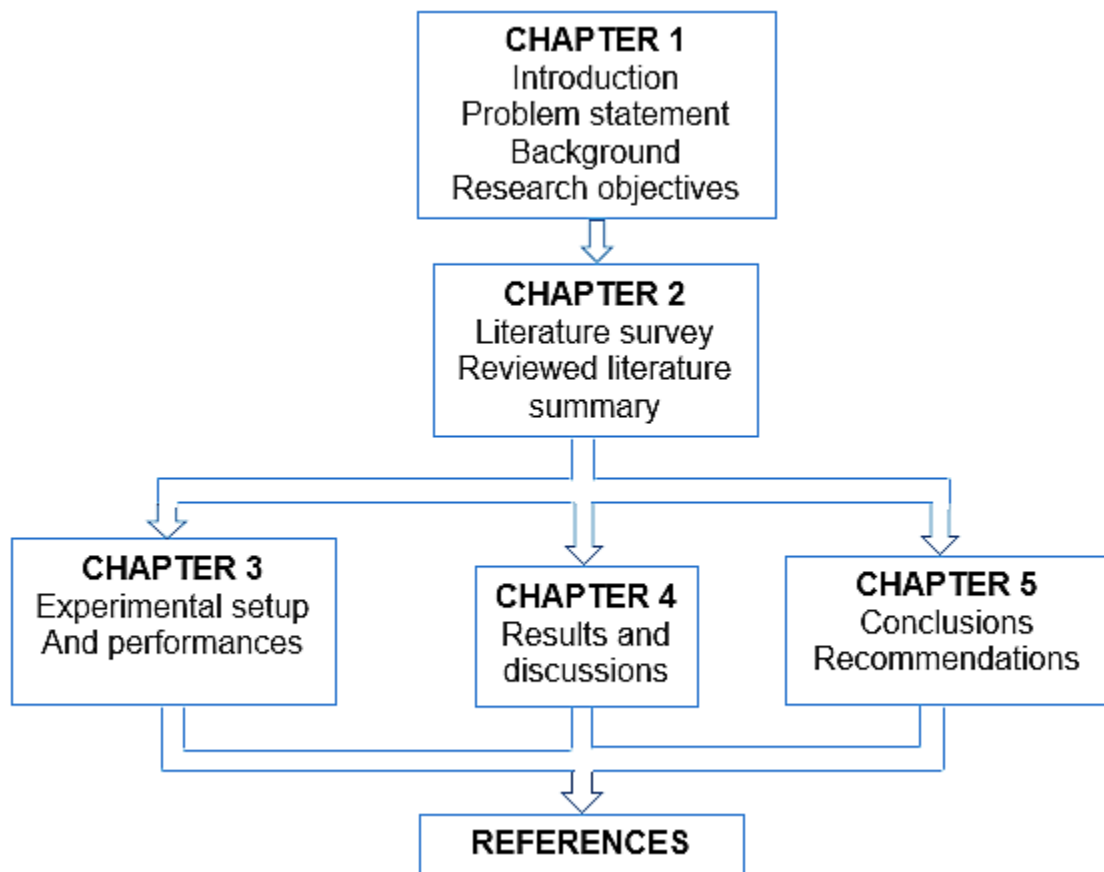 CHAPTER 1
Introduction
Problem statement
Background
Research objectives
CHAPTER 2
Literature survey
Reviewed literature
summary
CHAPTER 3
Experimental setup
And performances
CHAPTER 4
Results and
discussions
CHAPTER 5
Conclusions
Recommendations
REFERENCES